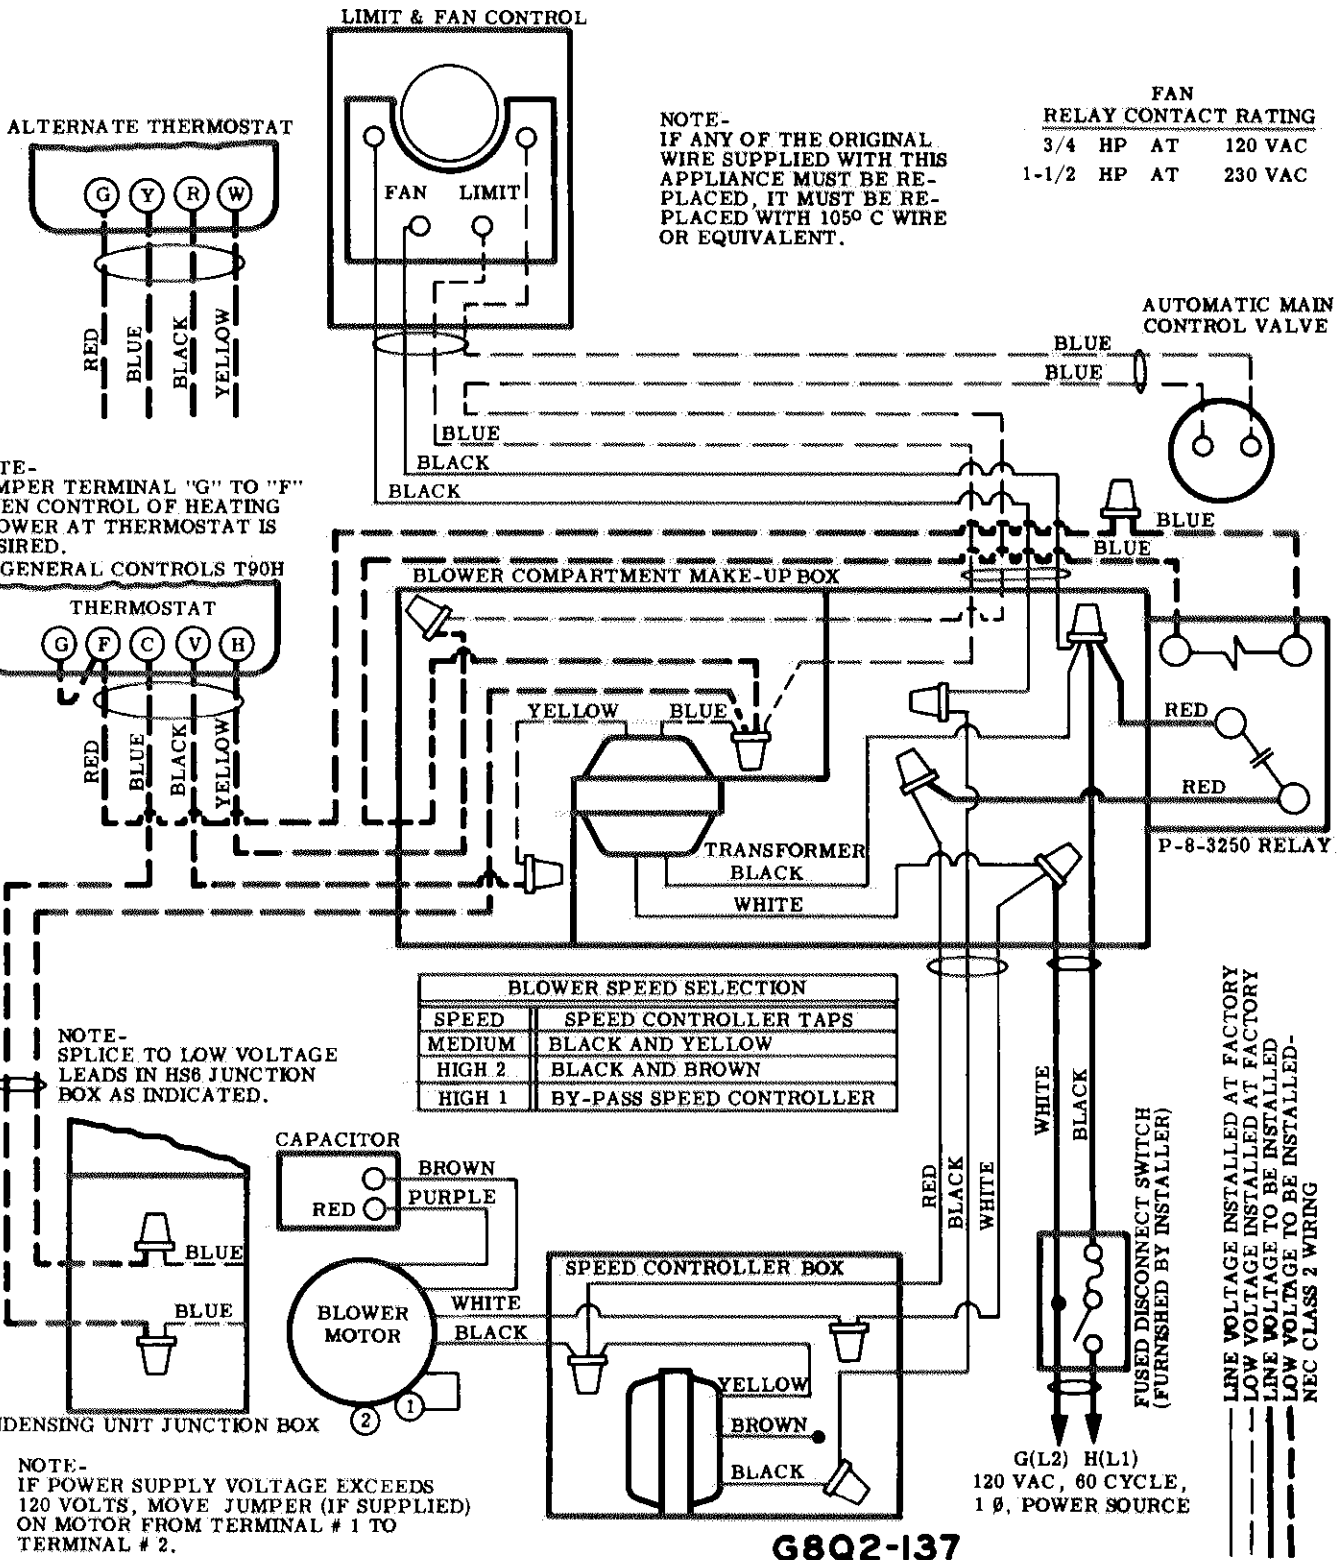 LIMIT & FAN CONTROL
ALTERNATE THERMOSTAT
G Y R W
RED
BLUE
BLACK
YELLOW
FAN LIMIT
NOTE-
IF ANY OF THE ORIGINAL
WIRE SUPPLIED WITH THIS
APPLIANCE MUST BE RE-
PLACED, IT MUST BE RE-
PLACED WITH 105º C WIRE
OR EQUIVALENT.
FAN
RELAY CONTACT RATING
3/4 HP AT 120 VAC
1-1/2 HP AT 230 VAC
AUTOMATIC MAIN
CONTROL VALVE
BLUE
BLUE
BLUE
BLACK
BLACK
BLUE
BLUE
TE-
MPER TERMINAL "G" TO "F"
EN CONTROL OF HEATING
OWER AT THERMOSTAT IS
SIRED.
GENERAL CONTROLS T90H
THERMOSTAT
G F C V H
RED
BLUE
BLACK
YELLOW
BLOWER COMPARTMENT MAKE-UP BOX
YELLOW
BLUE
RED
RED
TRANSFORMER
BLACK
WHITE
P-8-3250 RELAY
BLOWER SPEED SELECTION
SPEED SPEED CONTROLLER TAPS
MEDIUM BLACK AND YELLOW
HIGH 2 BLACK AND BROWN
HIGH 1 BY-PASS SPEED CONTROLLER
NOTE-
SPLICE TO LOW VOLTAGE
LEADS IN HS6 JUNCTION
BOX AS INDICATED.
BLUE
BLUE
NDENSING UNIT JUNCTION BOX
CAPACITOR
BROWN
RED
PURPLE
BLOWER
MOTOR
WHITE
BLACK
1
2
SPEED CONTROLLER BOX
YELLOW
BROWN
BLACK
RED
BLACK
WHITE
WHITE
BLACK
FUSED DISCONNECT SWITCH
(FURNISHED BY INSTALLER)
G(L2) H(L1)
120 VAC, 60 CYCLE,
1 Ø, POWER SOURCE
LINE VOLTAGE INSTALLED AT FACTORY
LOW VOLTAGE INSTALLED AT FACTORY
LINE VOLTAGE TO BE INSTALLED
LOW VOLTAGE TO BE INSTALLED-
NEC CLASS 2 WIRING
NOTE-
IF POWER SUPPLY VOLTAGE EXCEEDS
120 VOLTS, MOVE JUMPER (IF SUPPLIED)
ON MOTOR FROM TERMINAL # 1 TO
TERMINAL # 2.
G8Q2-137